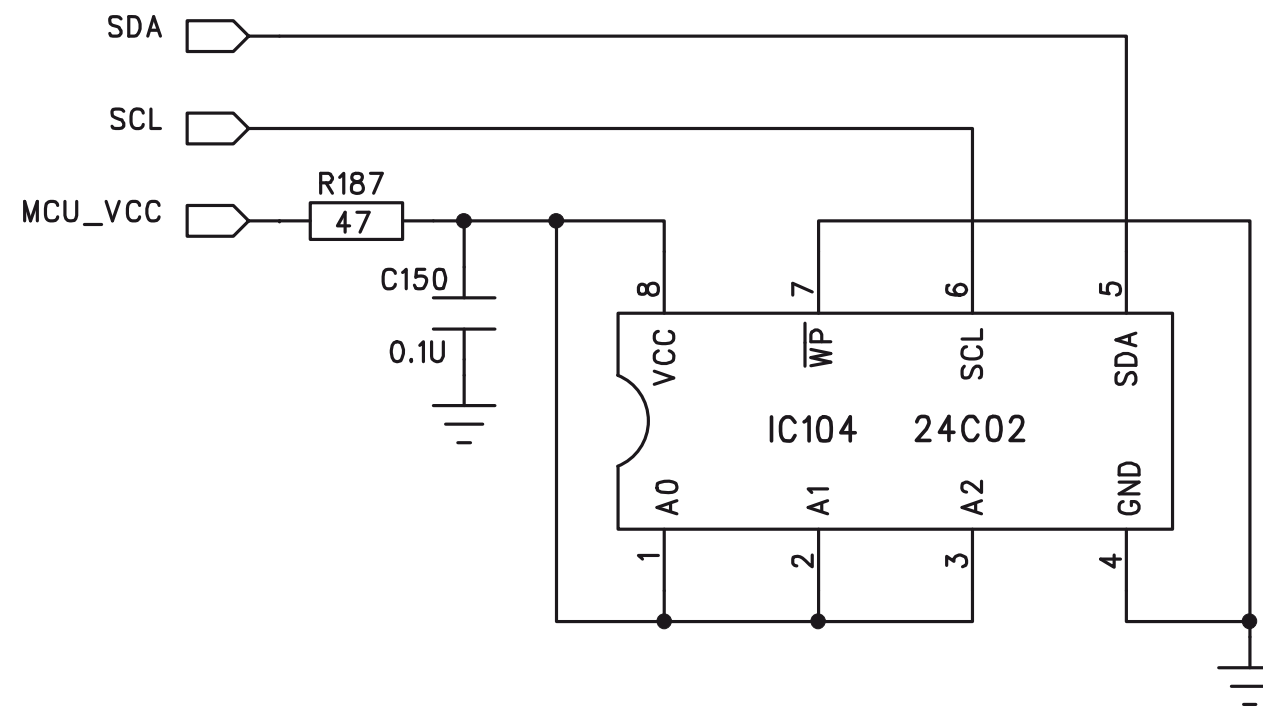 SDA
SCL
MCU_VCC
R187
47
C150
0.1U
8
7
6
5
VCC
WP
SCL
SDA
IC104 24C02
A0
A1
A2
GND
1
2
3
4